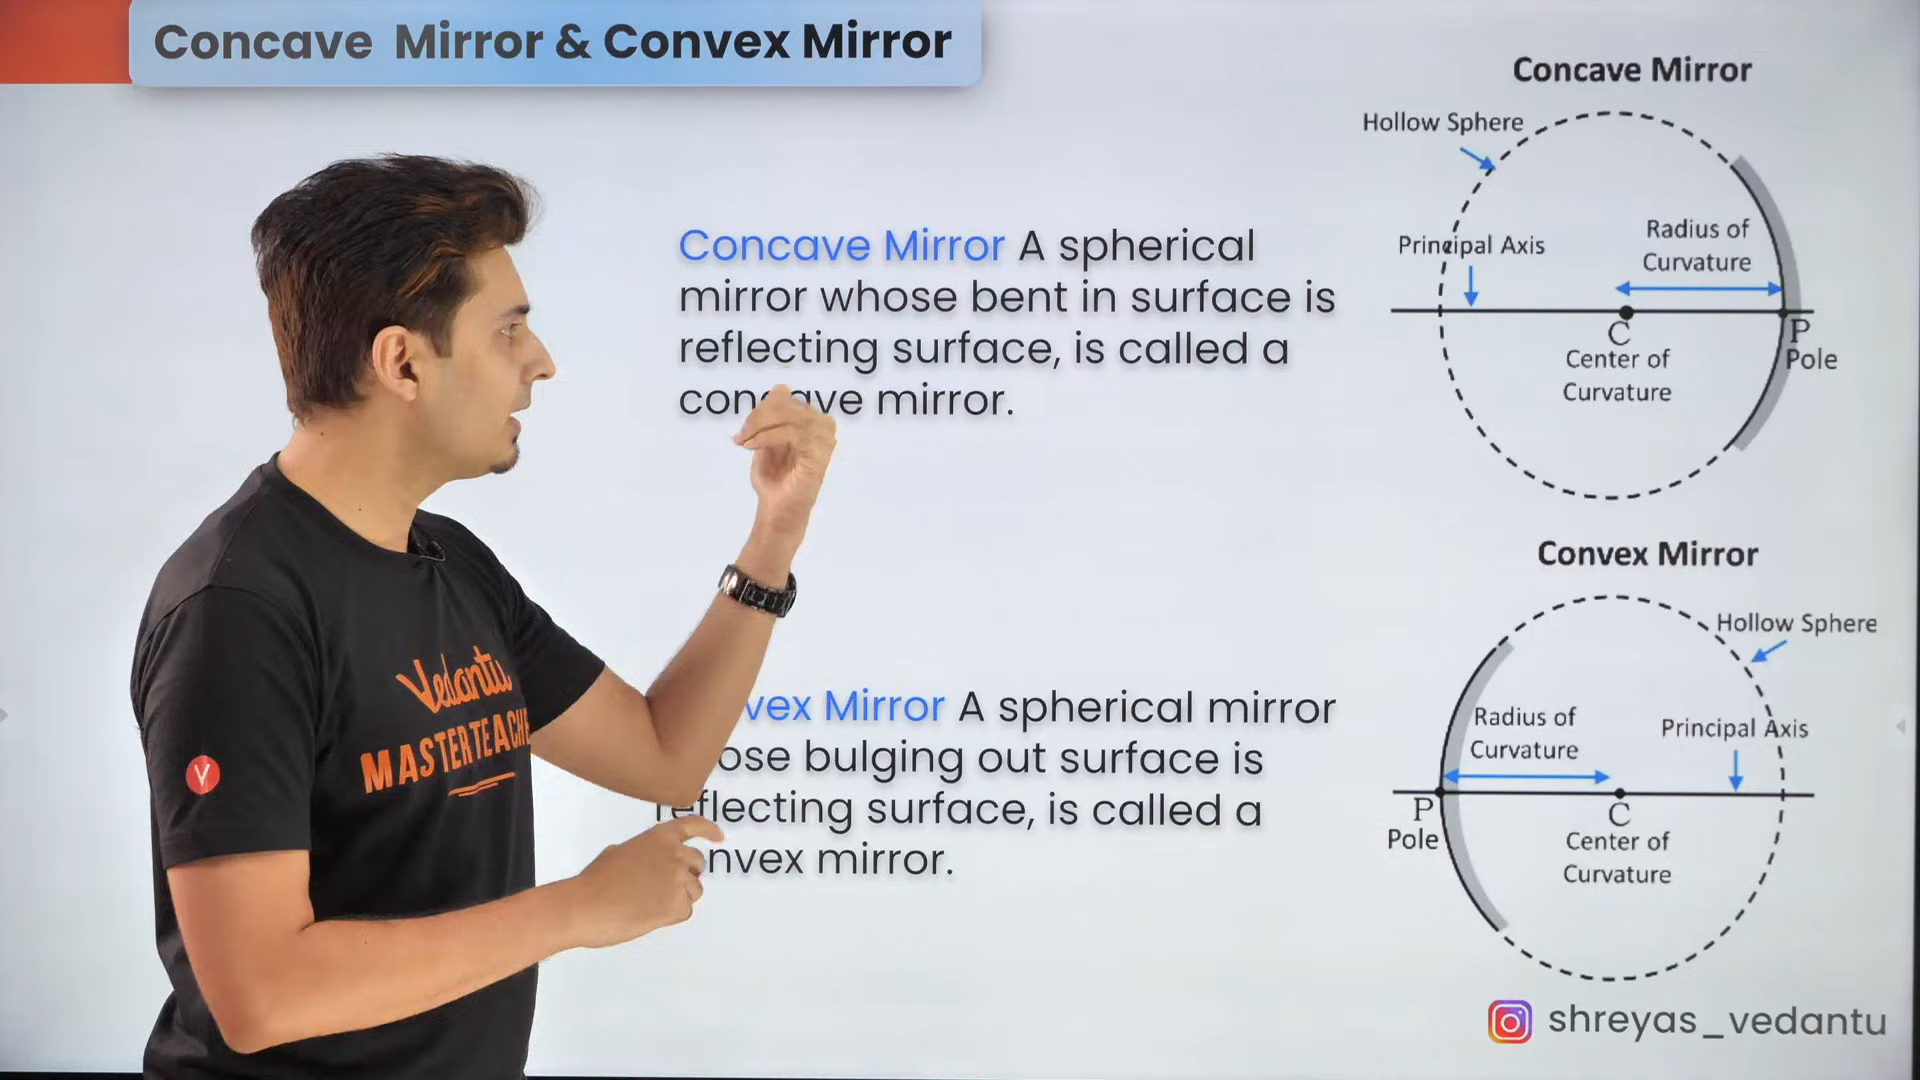 Concave Mirror & Convex Mirror
Concave Mirror
Hollow Sphere
Principal Axis
Radius of
Curvature
C
P
Center of
Curvature
Pole
Concave Mirror A spherical
mirror whose bent in surface is
reflecting surface, is called a
concave mirror.
Convex Mirror
Hollow Sphere
Radius of
Curvature
Principal Axis
P
Pole
C
Center of
Curvature
vex Mirror A spherical mirror
ose bulging out surface is
reflecting surface, is called a
nvex mirror.
Vedantu
MASTERTEACHE
V
shreyas_vedantu